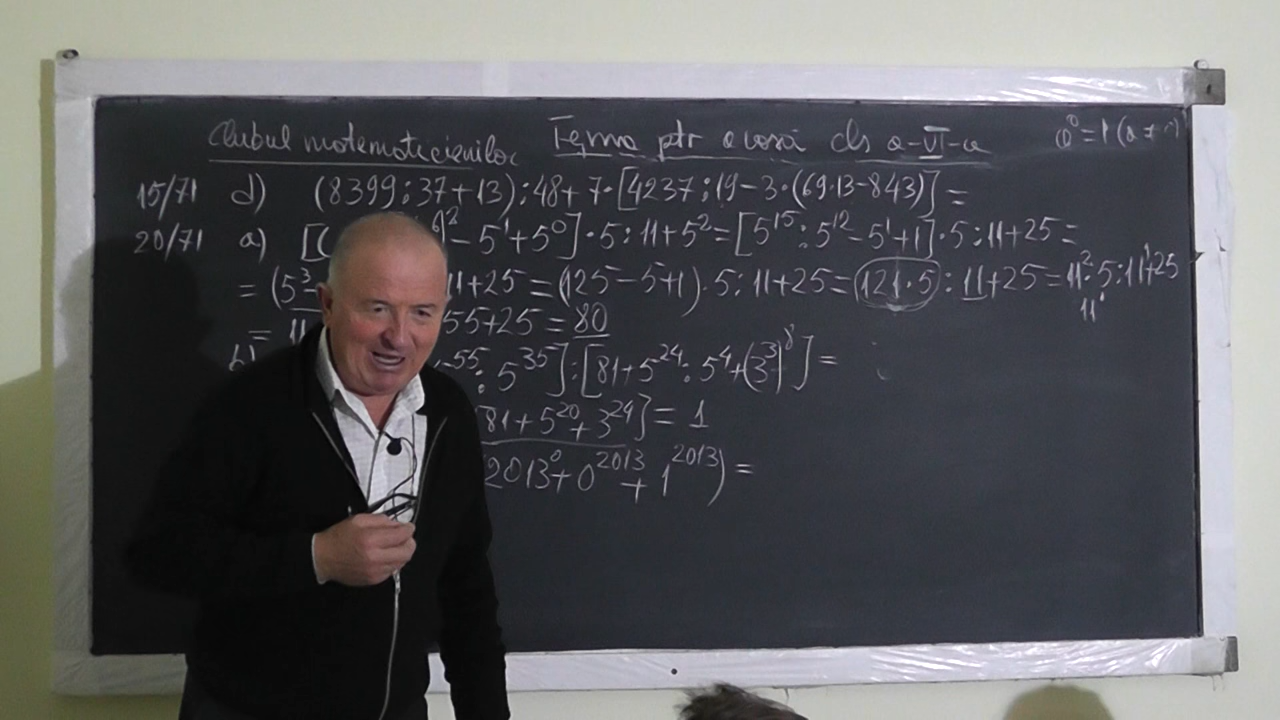 Clubul matematicienilor Tema ptr acasă cls a-VI-a a⁰=1 (a≠
15/71 d) (8399:37+13):48+7·[4237:19-3·(69·13-843)]=
20/71 a) [( 6)² - 5¹+5⁰]·5:11+5²=[5¹⁵:5¹²-5¹+1]·5:11+25=
=(5³ 11+25=(125-5+1)·5:11+25=(121·5):11+25=11²·5:11¹+25
11¹
= 11 55+25=80
b) 55:5³⁵]:[81+5²⁴:5⁴+(3³)⁸]=
[81+5²⁰+3²⁴]=1
2013⁰+0²⁰¹³+1²⁰¹³)=